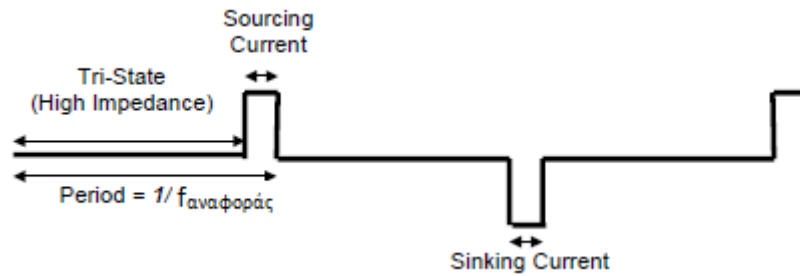 Sourcing
Current
Tri-State
(High Impedance)
Period = 1/ fαναφοράς
Sinking Current